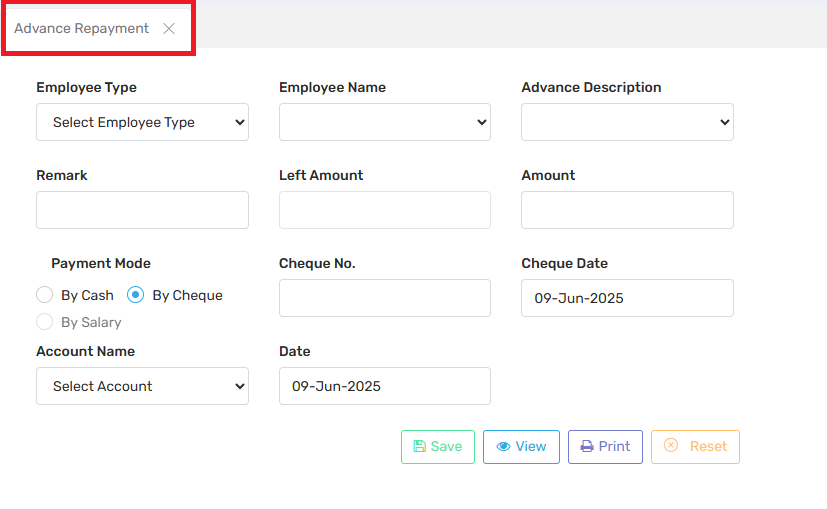 Advance Repayment
Employee Type Employee Name Advance Description
Select Employee Type
Remark Left Amount Amount
Payment Mode Cheque No. Cheque Date
By Cash By Cheque 09-Jun-2025
By Salary
Account Name Date
Select Account 09-Jun-2025
Save View Print Reset